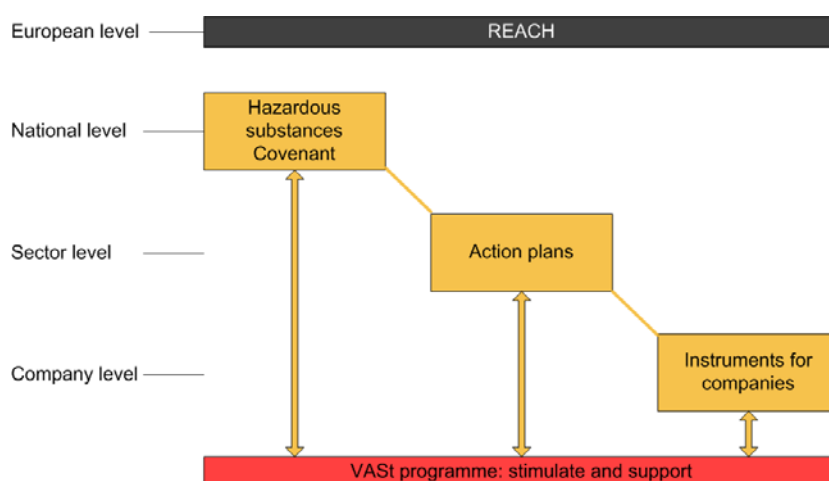 European level
REACH
National level
Hazardous
substances
Covenant
Sector level
Action plans
Company level
Instruments for
companies
VASt programme: stimulate and support